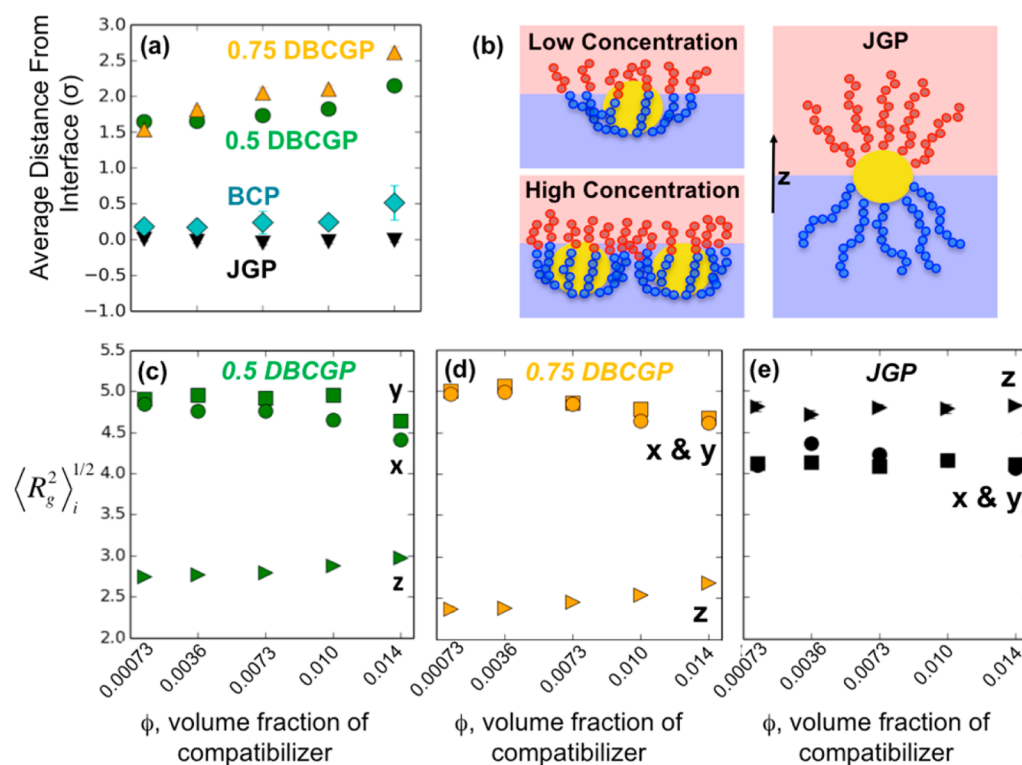 (a)
0.75 DBCGP
0.5 DBCGP
BCP
JGP
Average Distance From
Interface (σ)
3.0
2.5
2.0
1.5
1.0
0.5
0.0
−0.5
−1.0
(b)
Low Concentration
High Concentration
JGP
z
(c)
0.5 DBCGP
y
x
z
(d)
0.75 DBCGP
x & y
z
(e)
JGP
z
x & y
⟨R_g^2⟩_i^{1/2}
5.5
5.0
4.5
4.0
3.5
3.0
2.5
2.0
0.00073
0.0036
0.0073
0.010
0.014
0.00073
0.0036
0.0073
0.010
0.014
0.00073
0.0036
0.0073
0.010
0.014
ϕ, volume fraction of
compatibilizer
ϕ, volume fraction of
compatibilizer
ϕ, volume fraction of
compatibilizer